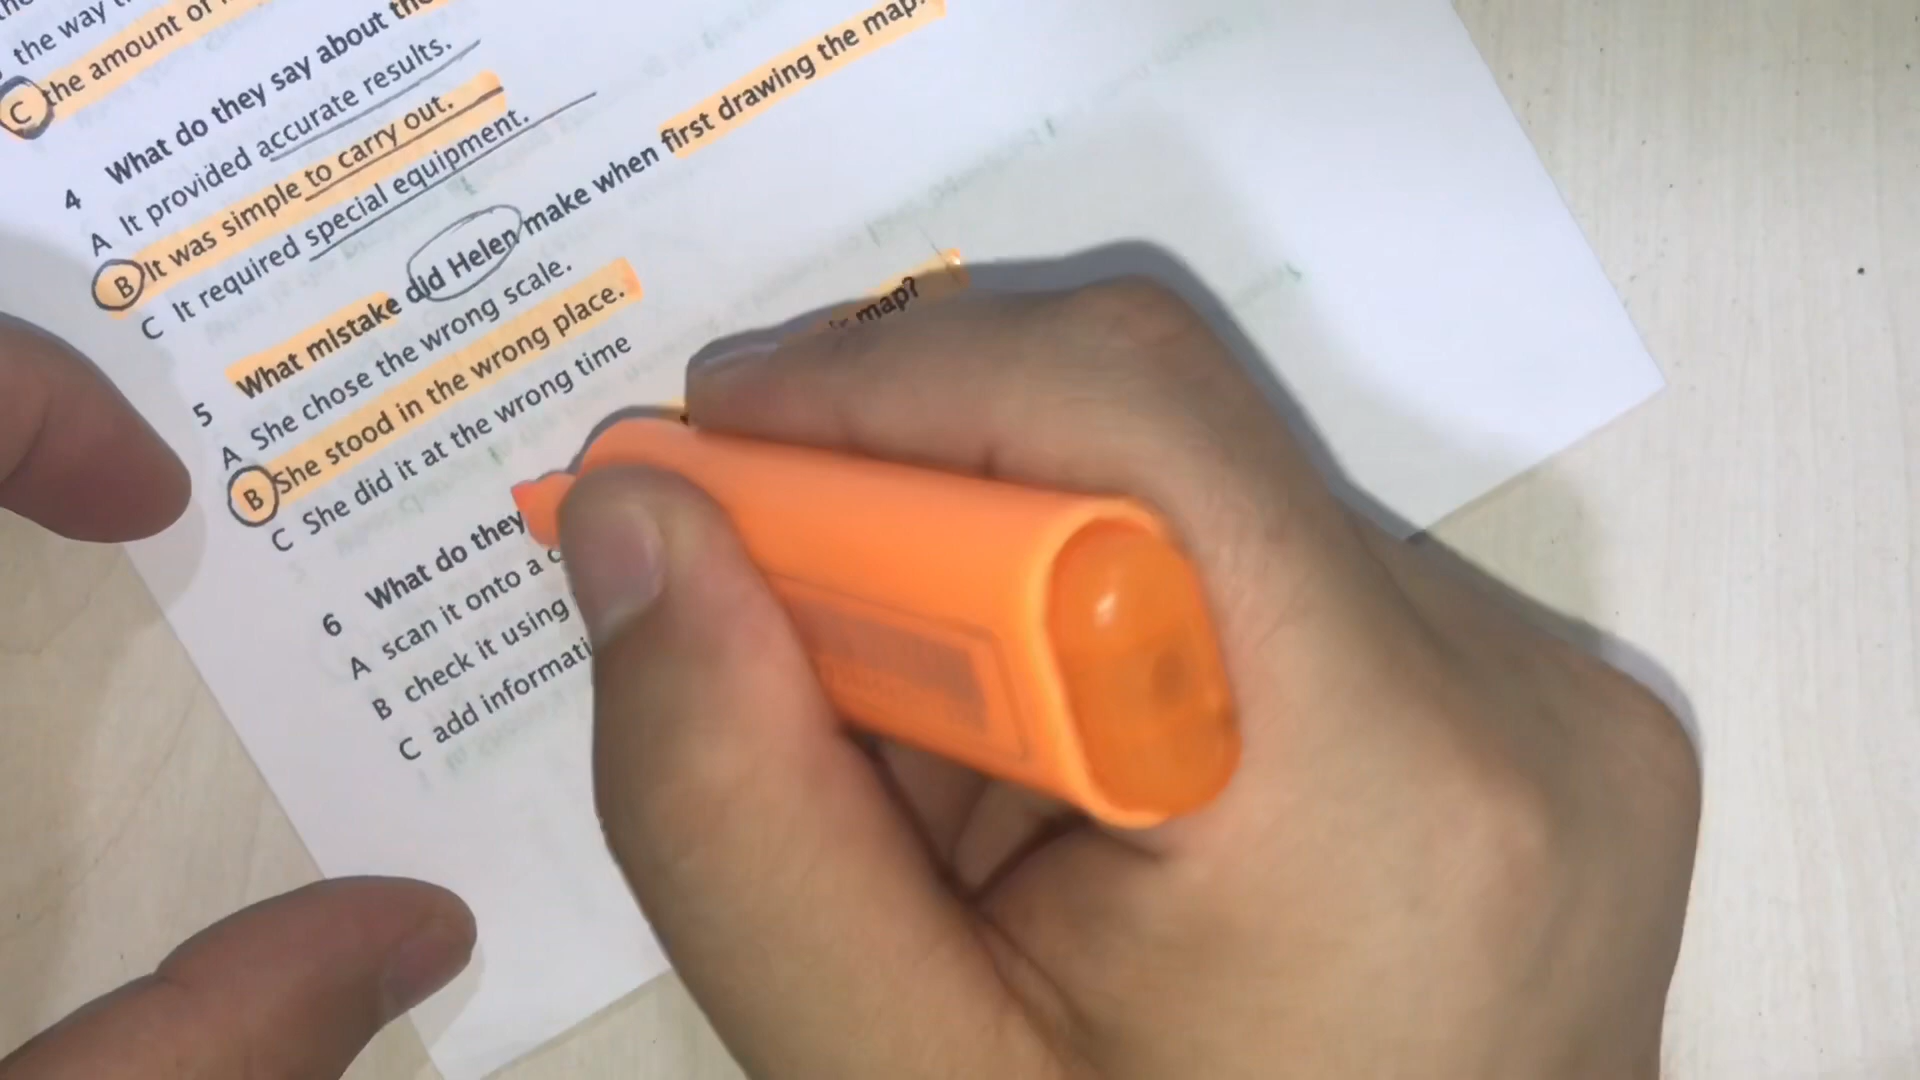 the way
C the amount of
4 What do they say about the
A It provided accurate results.
B It was simple to carry out.
C It required special equipment.
5 What mistake did Helen make when first drawing the map?
A She chose the wrong scale.
B She stood in the wrong place.
C She did it at the wrong time
6 What do they map?
A scan it onto a c
B check it using
C add informati